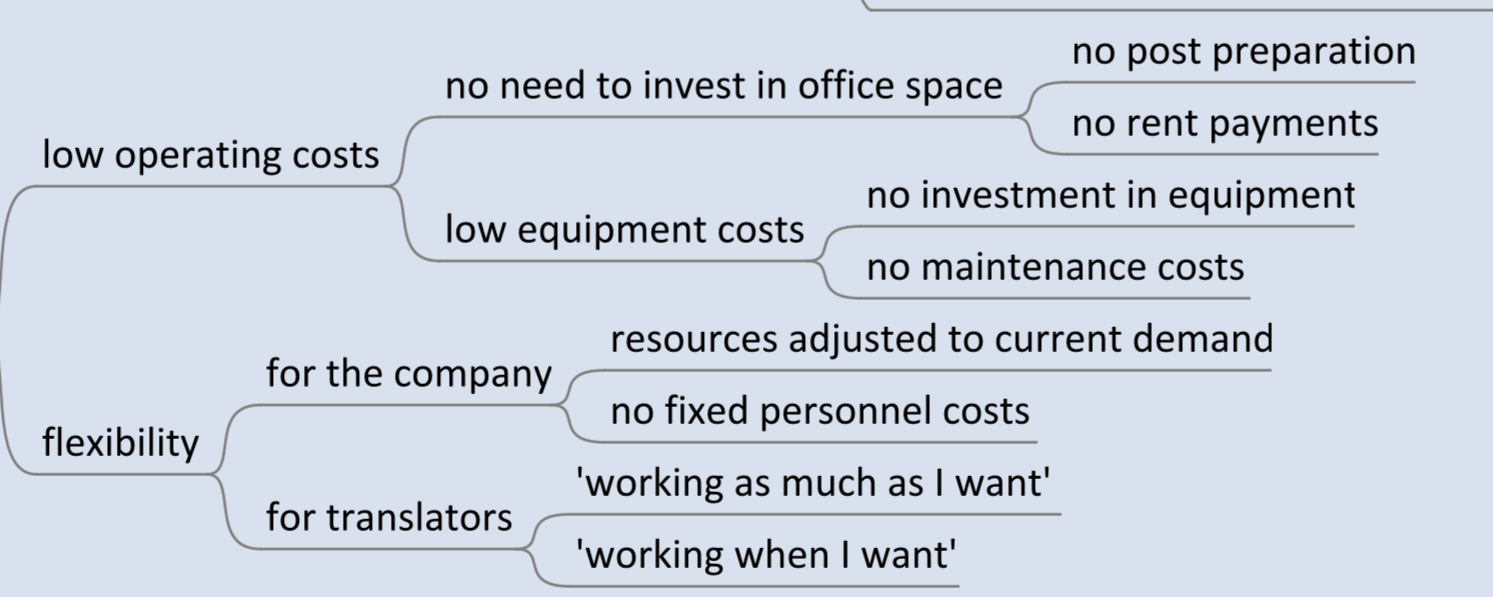 no post preparation
no need to invest in office space
no rent payments
low operating costs
no investment in equipment
low equipment costs
no maintenance costs
resources adjusted to current demand
for the company
no fixed personnel costs
flexibility
'working as much as I want'
for translators
'working when I want'